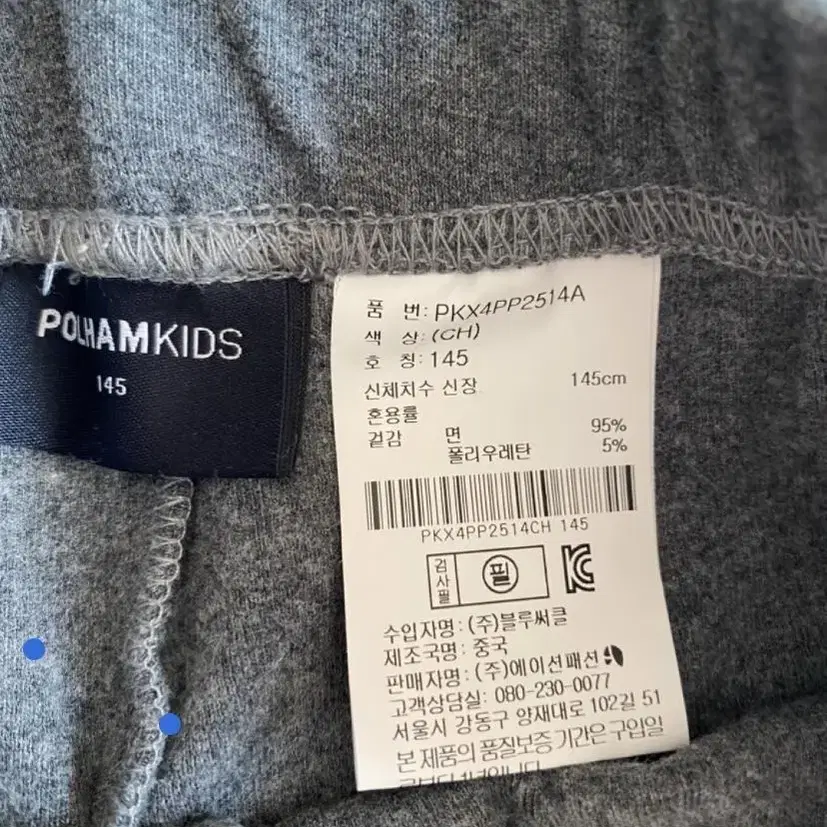 POLHAMKIDS
145
품 번: PKX4PP2514A
색 상: (CH)
호 칭: 145
신체치수 신장 145cm
혼용률
겉감 면 95%
폴리우레탄 5%
PKX4PP2514CH 145
검사필 필
수입자명: (주)블루써클
제조국명: 중국
판매자명: (주)에이션패션
고객상담실: 080-230-0077
서울시 강동구 양재대로 102길 51
본 제품의 품질보증 기간은 구입일